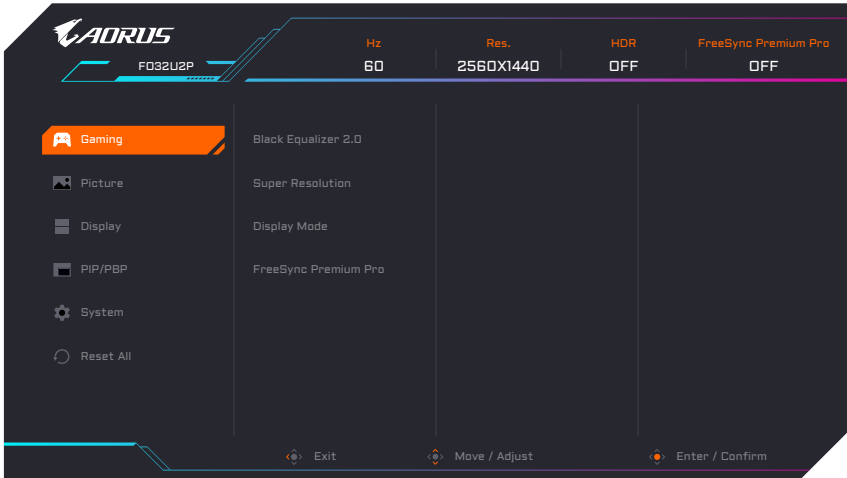 AORUS
FO32U2P
Hz Res. HDR FreeSync Premium Pro
60 2560X1440 OFF OFF
Gaming
Picture
Display
PIP/PBP
System
Reset All
Black Equalizer 2.0
Super Resolution
Display Mode
FreeSync Premium Pro
Exit Move / Adjust Enter / Confirm